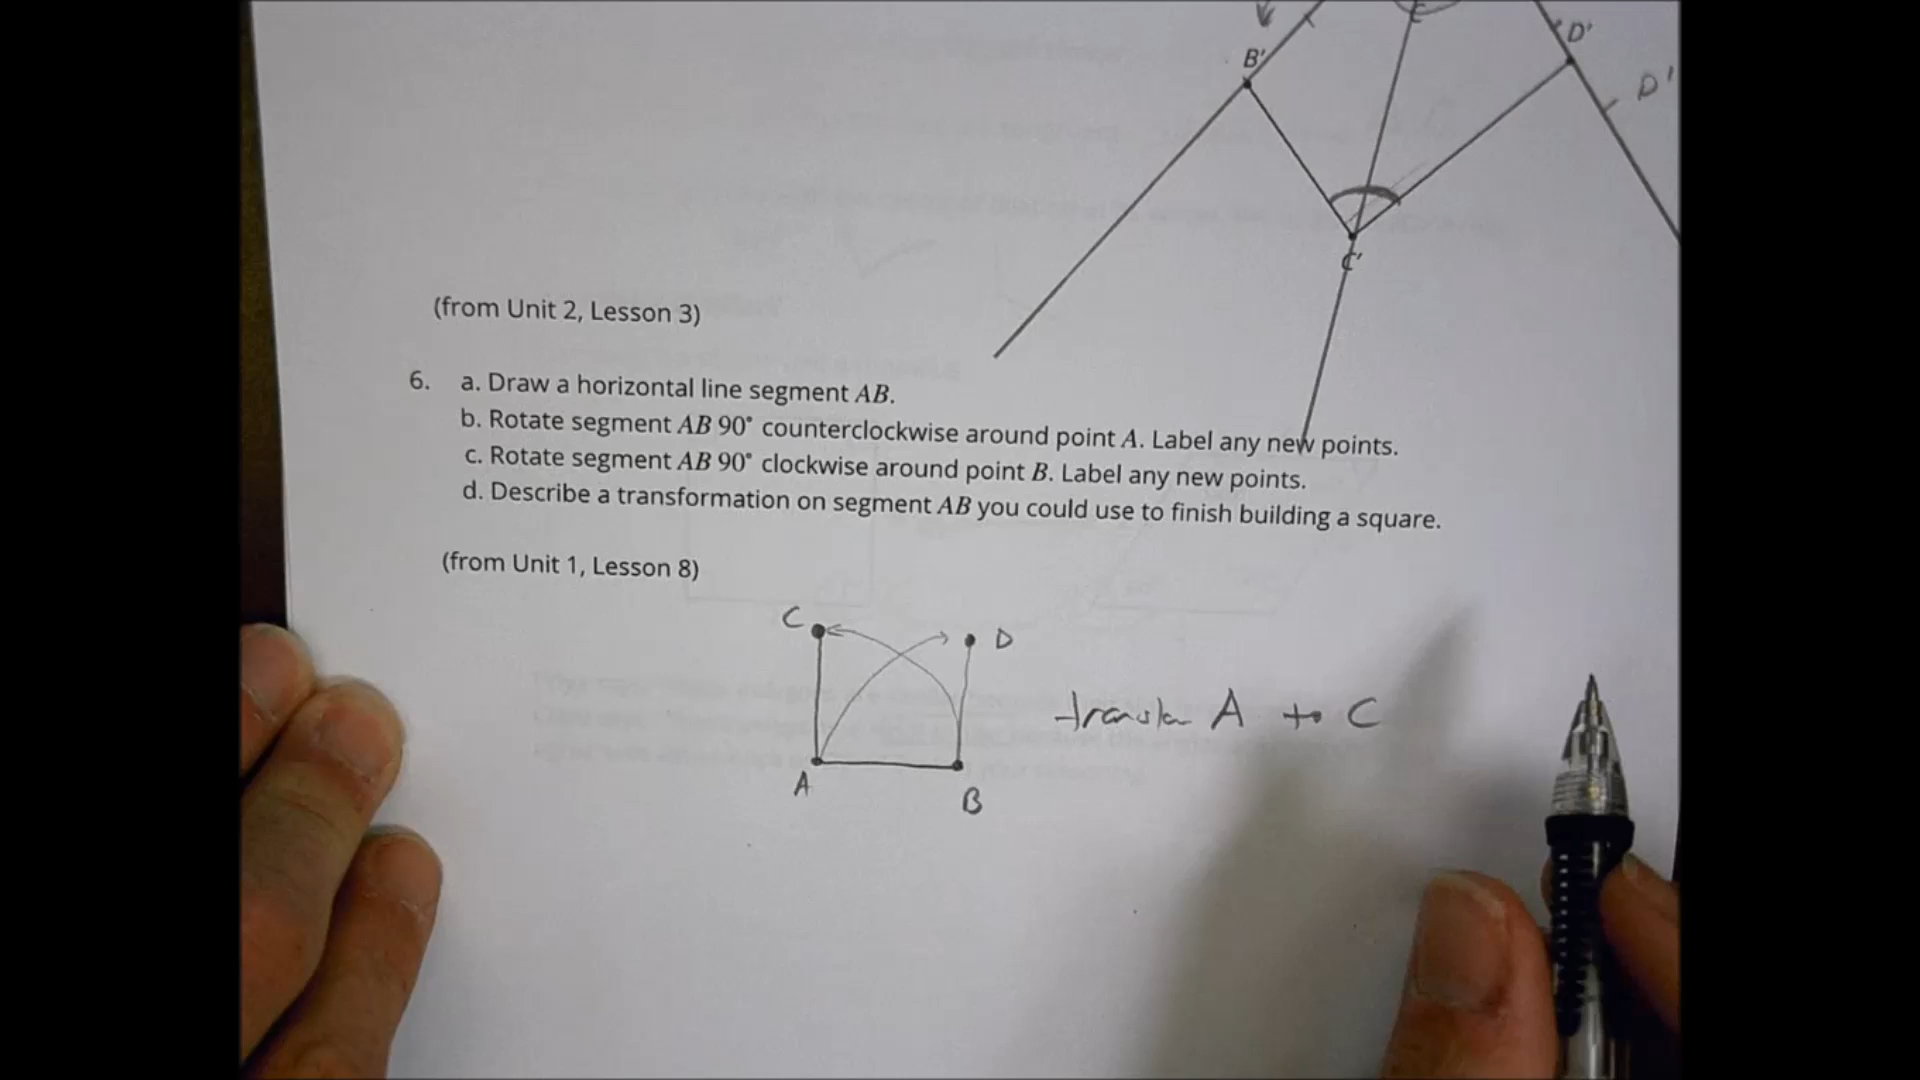 E
D'
B'
D'
C'
(from Unit 2, Lesson 3)
6. a. Draw a horizontal line segment AB.
b. Rotate segment AB 90° counterclockwise around point A. Label any new points.
c. Rotate segment AB 90° clockwise around point B. Label any new points.
d. Describe a transformation on segment AB you could use to finish building a square.
(from Unit 1, Lesson 8)
C
D
A to C
A
B